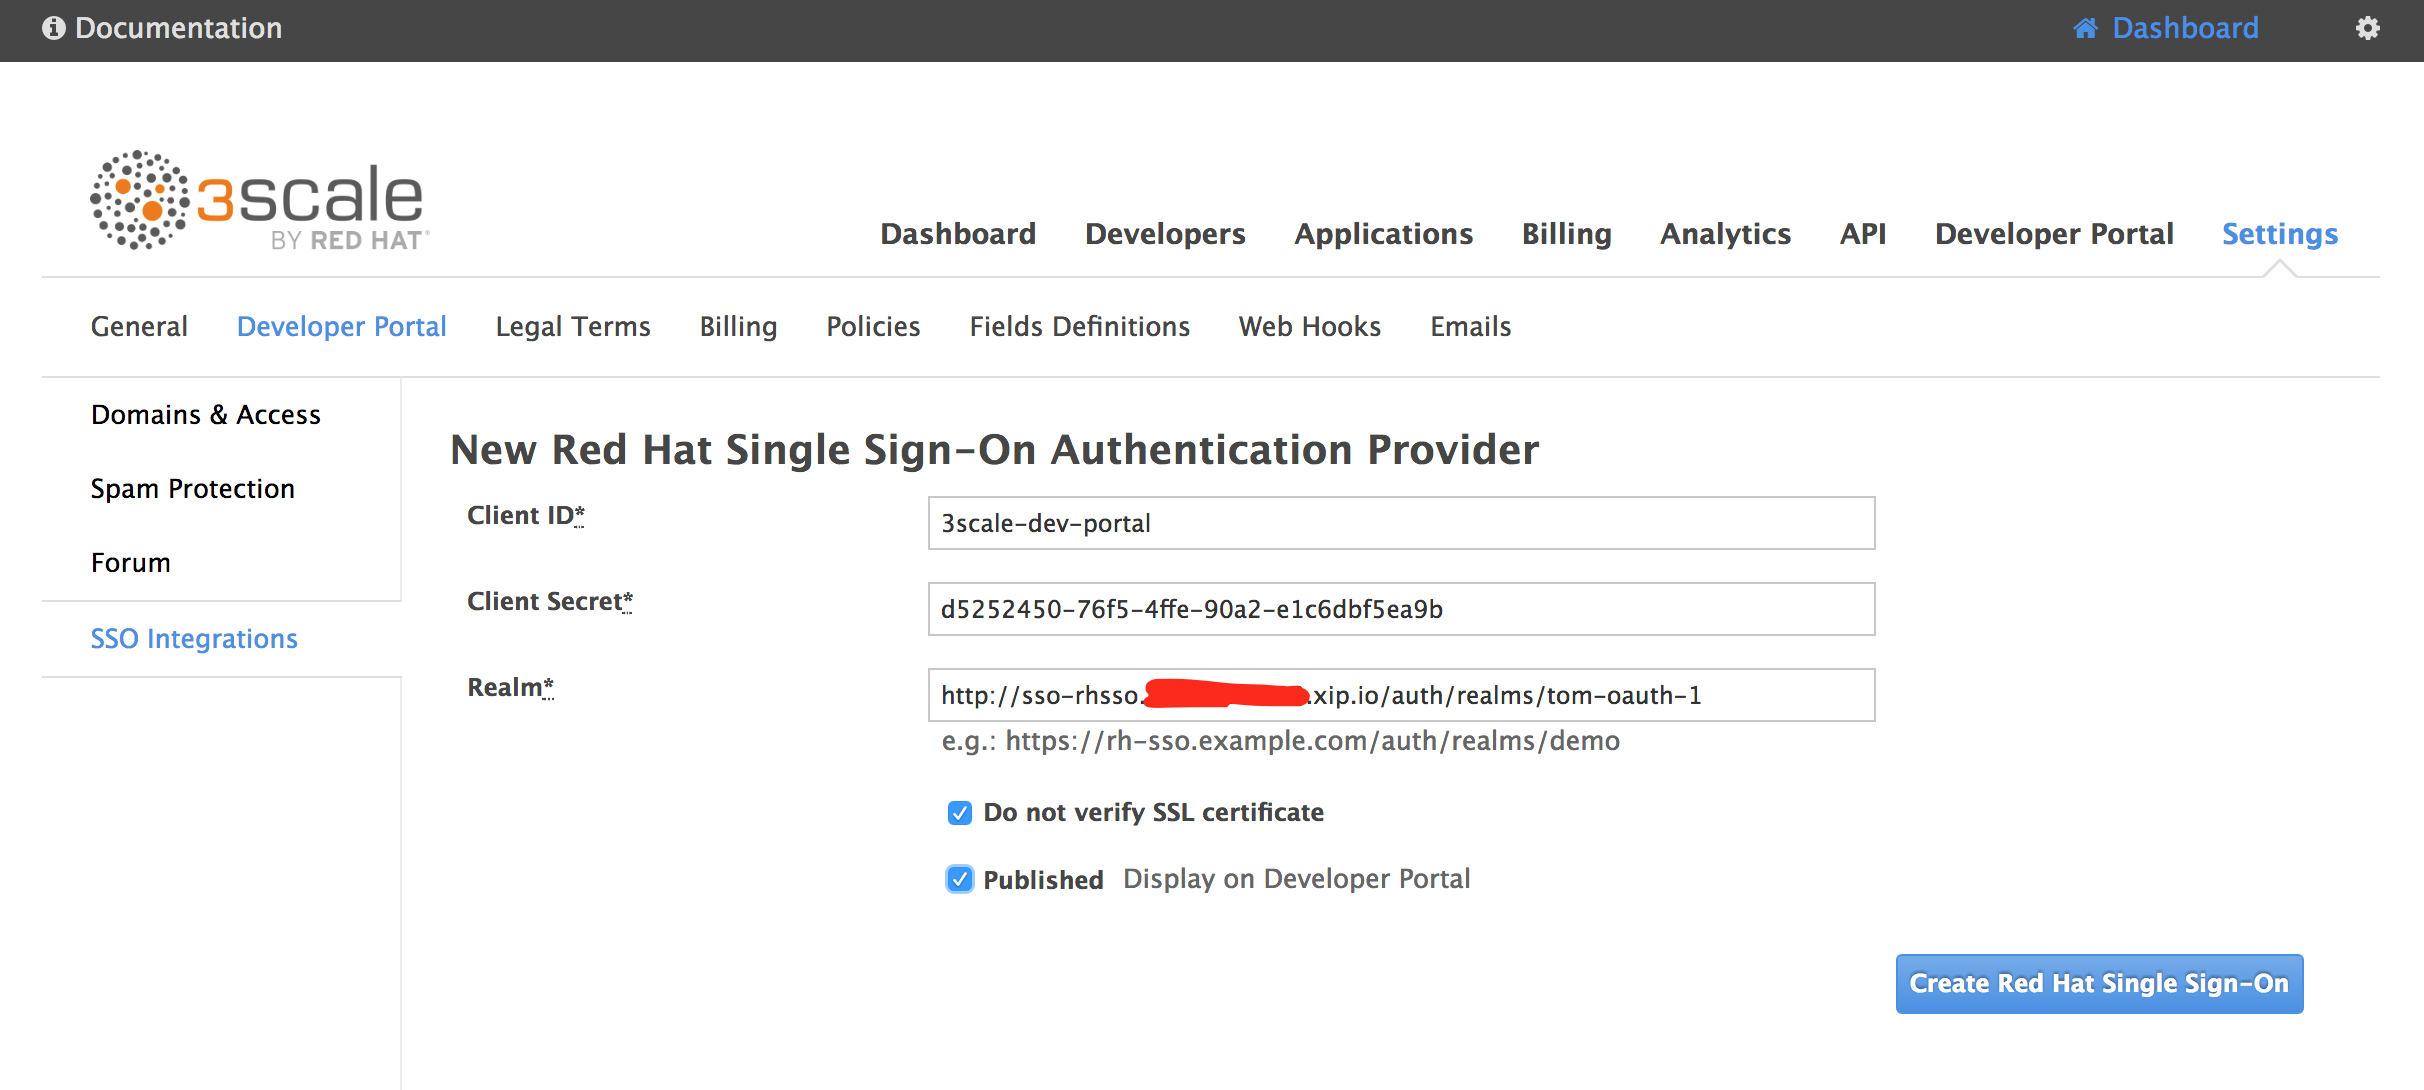 Documentation
Dashboard
3scale
BY RED HAT®
Dashboard Developers Applications Billing Analytics API Developer Portal Settings
General Developer Portal Legal Terms Billing Policies Fields Definitions Web Hooks Emails
Domains & Access
Spam Protection
Forum
SSO Integrations
New Red Hat Single Sign-On Authentication Provider
Client ID* 3scale-dev-portal
Client Secret* d5252450-76f5-4ffe-90a2-e1c6dbf5ea9b
Realm* http://sso-rhsso. .xip.io/auth/realms/tom-oauth-1
e.g.: https://rh-sso.example.com/auth/realms/demo
Do not verify SSL certificate
Published Display on Developer Portal
Create Red Hat Single Sign-On